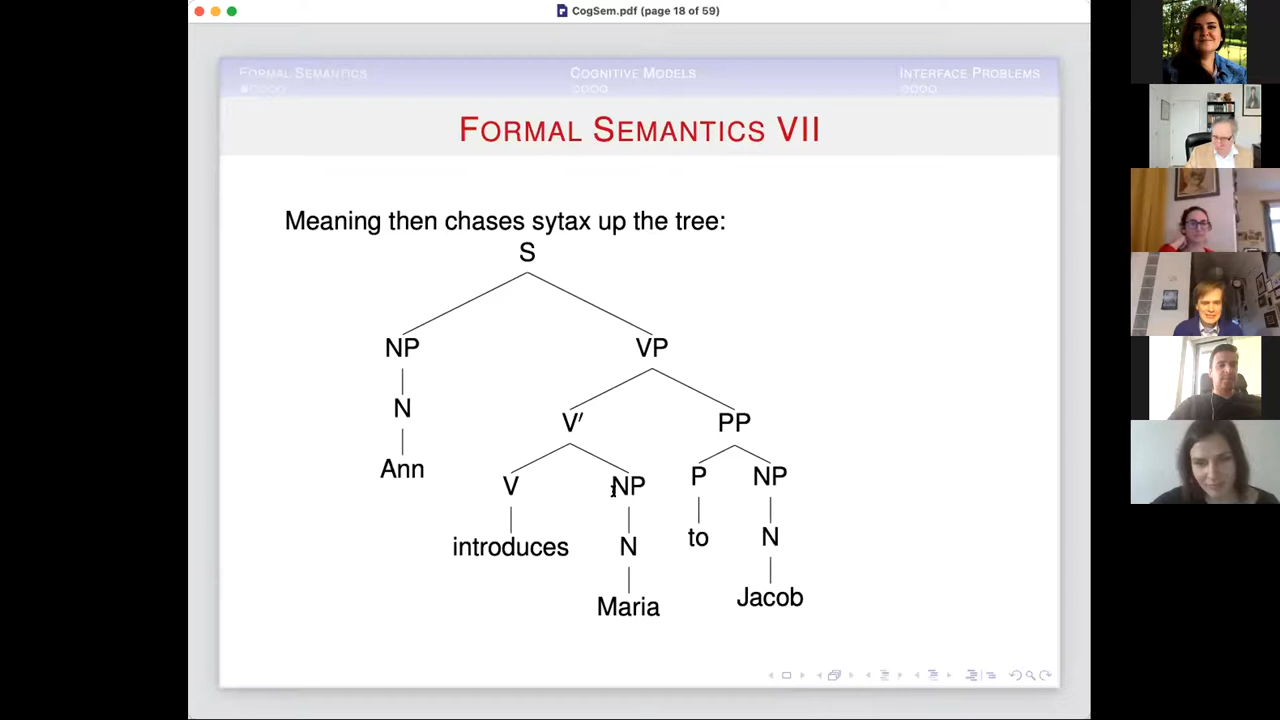 CogSem.pdf (page 18 of 59)
FORMAL SEMANTICS COGNITIVE MODELS INTERFACE PROBLEMS
FORMAL SEMANTICS VII
Meaning then chases sytax up the tree:
S
NP VP
N V′ PP
Ann V NP P NP
introduces N to N
Maria Jacob